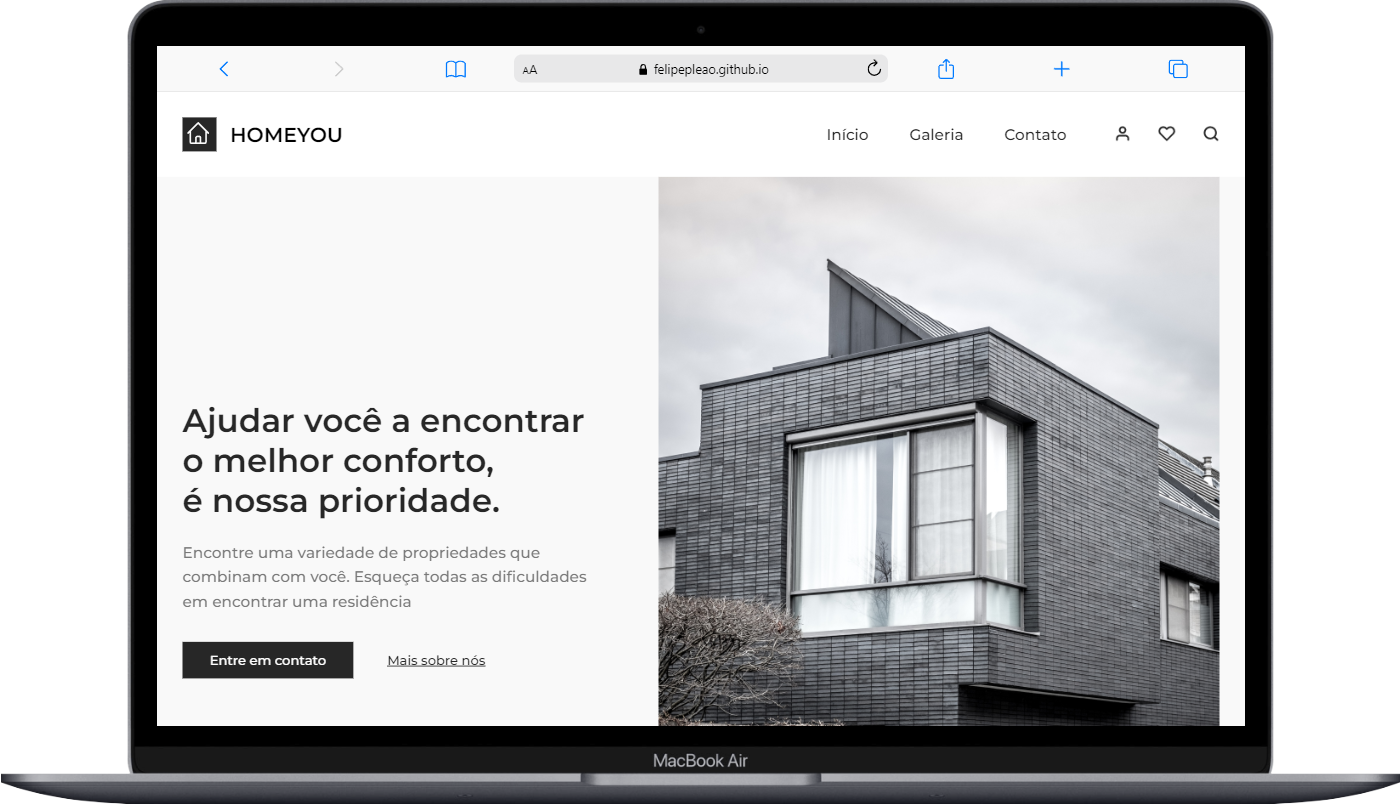 AA felipepleao.github.io
HOMEYOU
Início Galeria Contato
Ajudar você a encontrar
o melhor conforto,
é nossa prioridade.
Encontre uma variedade de propriedades que
combinam com você. Esqueça todas as dificuldades
em encontrar uma residência
Entre em contato Mais sobre nós
MacBook Air